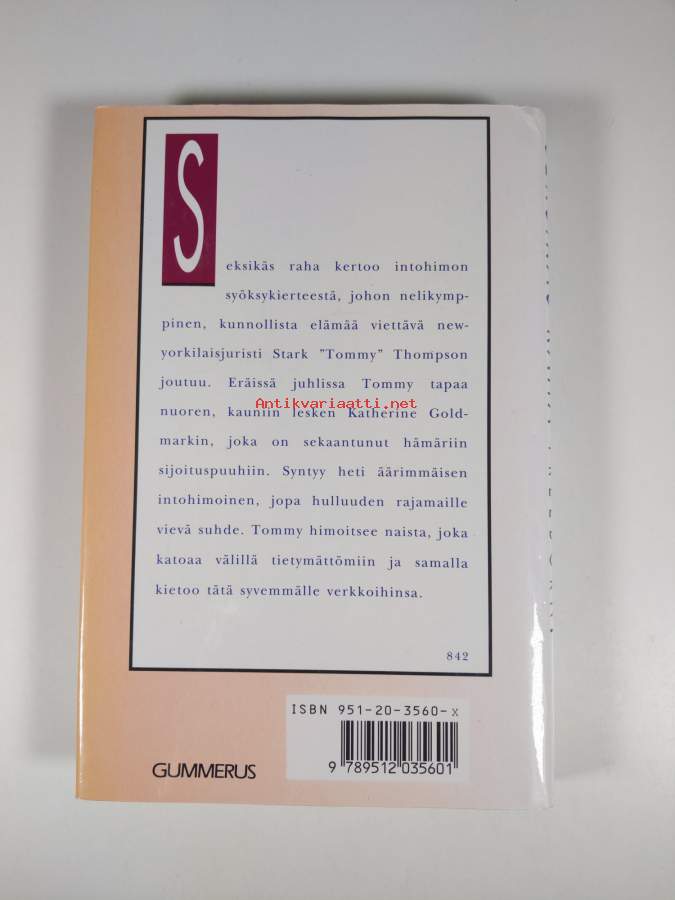 S
eksikäs raha kertoo intohimon
syöksykierteestä, johon nelikymp-
pinen, kunnollista elämää viettävä new-
yorkilaisjuristi Stark ”Tommy” Thompson
joutuu. Eräissä juhlissa Tommy tapaa
Antikvariaatti.net
nuoren, kauniin lesken Katherine Gold-
markin, joka on sekaantunut hämäriin
sijoituspuuhiin. Syntyy heti äärimmäisen
intohimoinen, jopa hulluuden rajamaille
vievä suhde. Tommy himoitsee naista, joka
katoaa välillä tietymättömiin ja samalla
kietoo tätä syvemmälle verkkoihinsa.
842
ISBN 951-20-3560-x
9 789512 035601
GUMMERUS